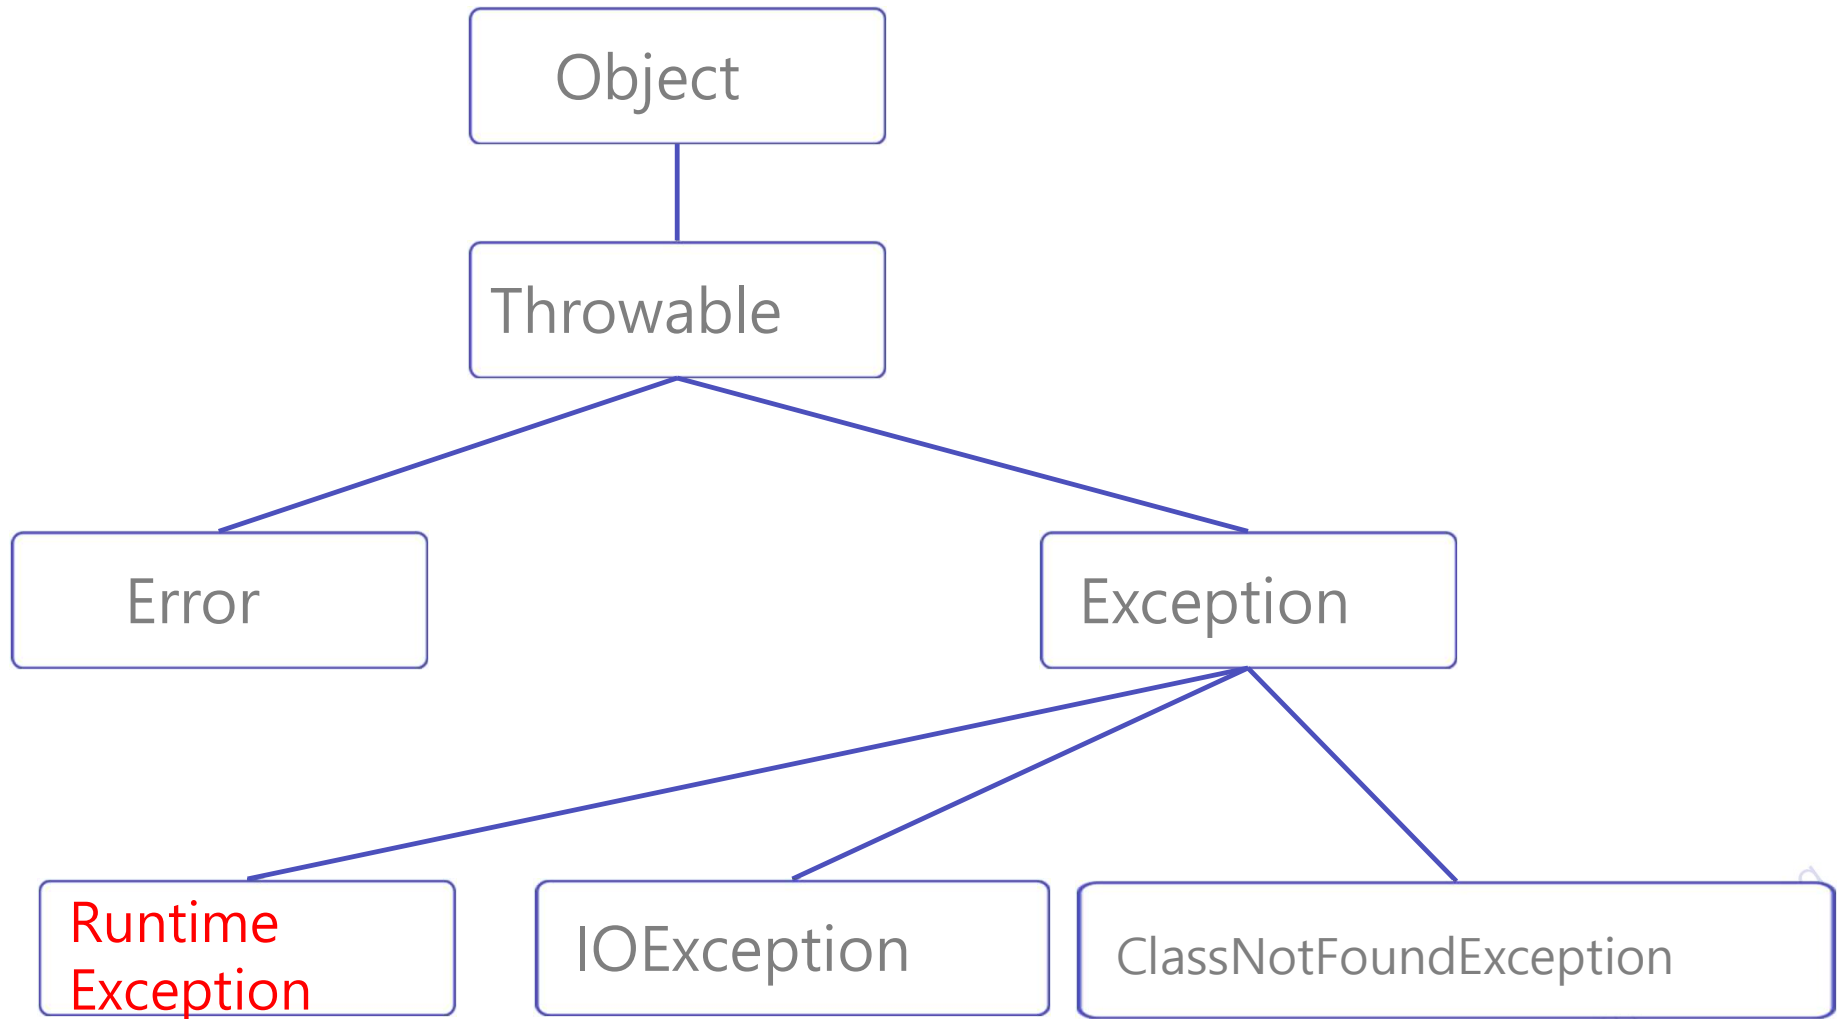 Object
Throwable
Error
Exception
Runtime
Exception
IOException
ClassNotFoundException